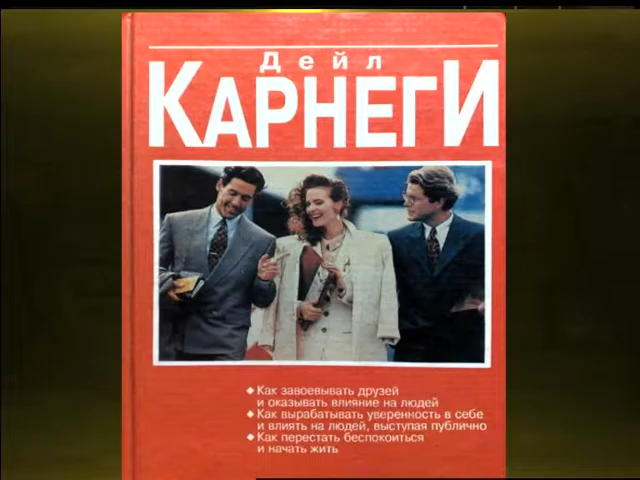 Дейл
КАРНЕГИ
◆ Как завоевывать друзей
и оказывать влияние на людей
◆ Как вырабатывать уверенность в себе
и влиять на людей, выступая публично
◆ Как перестать беспокоиться
и начать жить